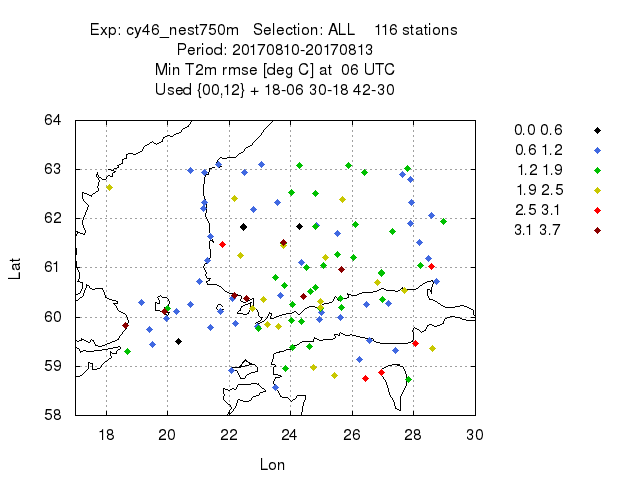 Exp: cy46_nest750m Selection: ALL 116 stations
Period: 20170810-20170813
Min T2m rmse [deg C] at 06 UTC
Used {00,12} + 18-06 30-18 42-30
64
63
62
61
60
59
58
Lat
18 20 22 24 26 28 30
Lon
0.0 0.6
0.6 1.2
1.2 1.9
1.9 2.5
2.5 3.1
3.1 3.7